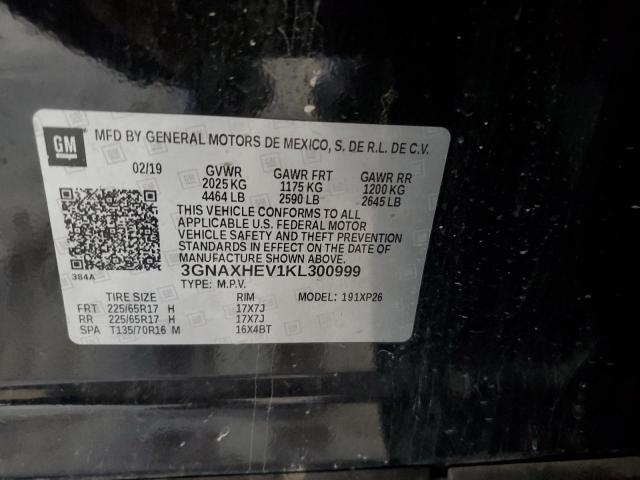 GM
MFD BY GENERAL MOTORS DE MEXICO, S. DE R.L. DE C.V.
02/19 GVWR GAWR FRT GAWR RR
2025 KG 1175 KG 1200 KG
4464 LB 2590 LB 2645 LB
THIS VEHICLE CONFORMS TO ALL
APPLICABLE U.S. FEDERAL MOTOR
VEHICLE SAFETY AND THEFT PREVENTION
STANDARDS IN EFFECT ON THE DATE OF
MANUFACTURE SHOWN ABOVE.
3GNAXHEV1KL300999
384A
TYPE: M.P.V. MODEL: 191XP26
TIRE SIZE RIM
FRT 225/65R17 H 17X7J
RR 225/65R17 H 17X7J
SPA T135/70R16 M 16X4BT